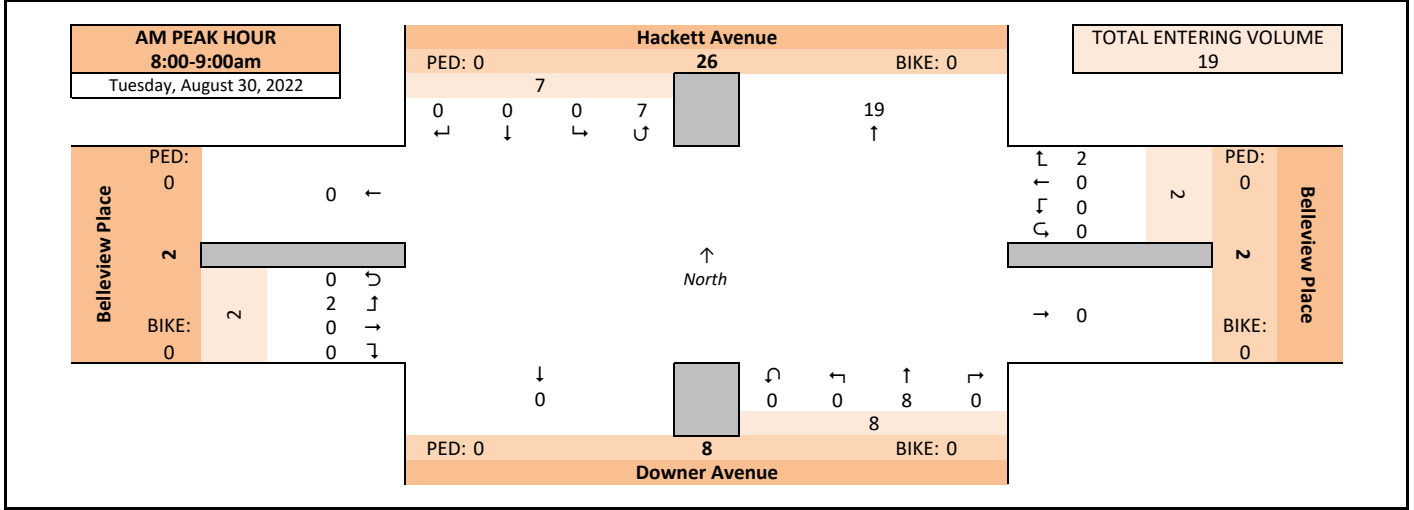 AM PEAK HOUR
8:00-9:00am
Tuesday, August 30, 2022
Hackett Avenue
PED: 0 26 BIKE: 0
7
0 0 0 7
↵ ↓ ↳ ↺
19
↑
TOTAL ENTERING VOLUME
19
Belleview Place
PED:
0
2
BIKE:
0
0 ←
2
0 ⮌
2 ↰
0 →
0 ↴
↑
North
↱ 2
← 0
↲ 0
⮎ 0
2
→ 0
PED:
0
2
BIKE:
0
Belleview Place
↓
0
↶ ↰ ↑ ↱
0 0 8 0
8
PED: 0 8 BIKE: 0
Downer Avenue